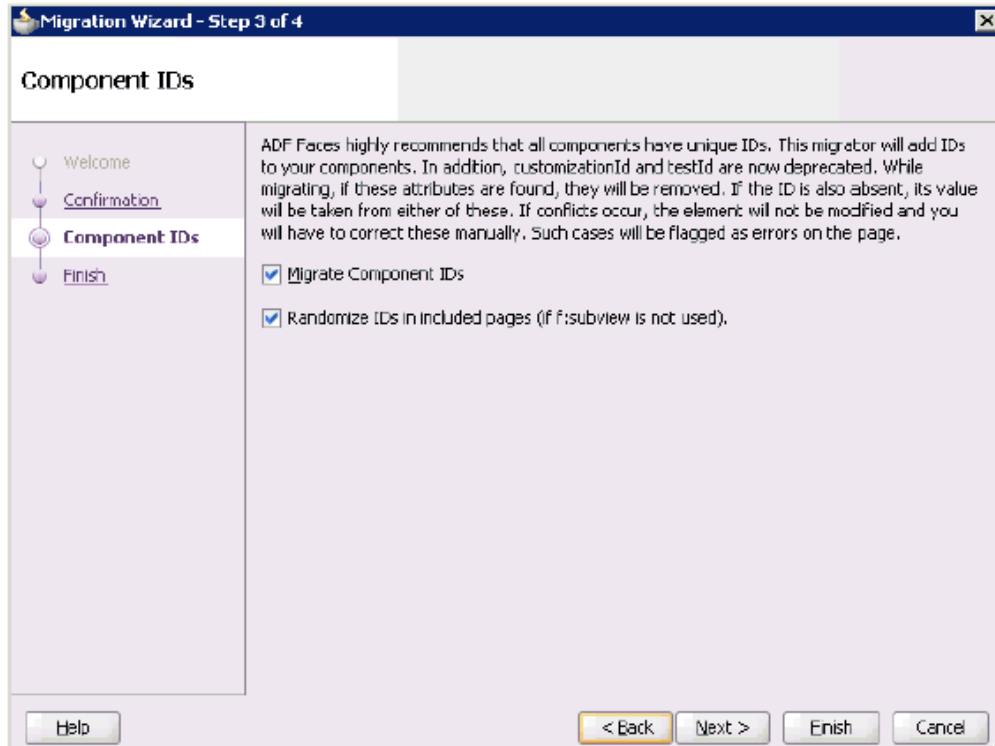 Migration Wizard - Step 3 of 4
Component IDs
Welcome
Confirmation
Component IDs
Finish
ADF Faces highly recommends that all components have unique IDs. This migrator will add IDs
to your components. In addition, customizationId and testId are now deprecated. While
migrating, if these attributes are found, they will be removed. If the ID is also absent, its value
will be taken from either of these. If conflicts occur, the element will not be modified and you
will have to correct these manually. Such cases will be flagged as errors on the page.
Migrate Component IDs
Randomize IDs in included pages (if f:subview is not used).
Help
< Back
Next >
Finish
Cancel